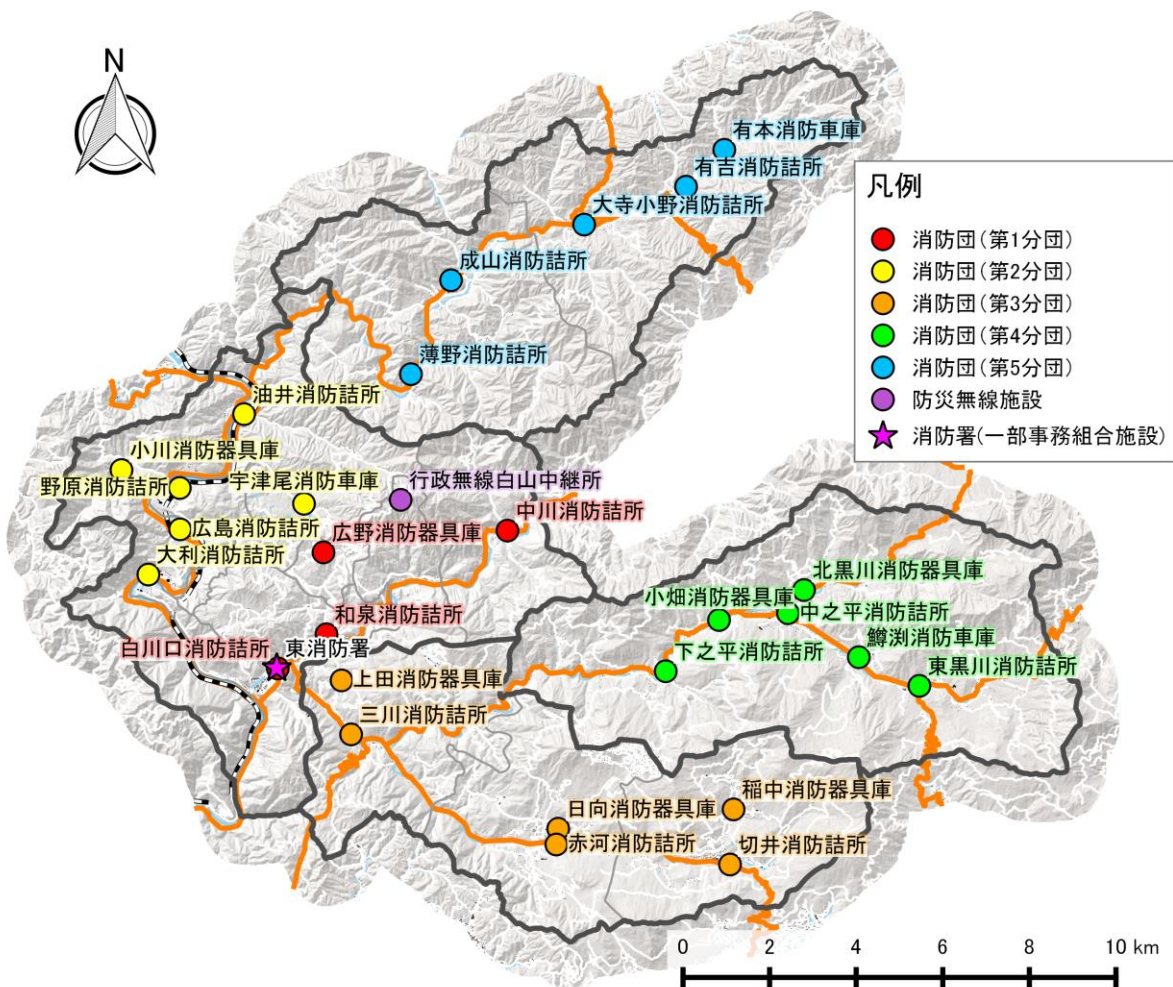 N
有本消防車庫
有吉消防詰所
大寺小野消防詰所
成山消防詰所
薄野消防詰所
凡例
消防団(第1分団)
消防団(第2分団)
消防団(第3分団)
消防団(第4分団)
消防団(第5分団)
防災無線施設
消防署(一部事務組合施設)
油井消防詰所
小川消防器具庫
野原消防詰所
宇津尾消防車庫
行政無線白山中継所
中川消防詰所
広島消防詰所
広野消防器具庫
大利消防詰所
北黒川消防器具庫
小畑消防器具庫
中之平消防詰所
和泉消防詰所
白川口消防詰所
東消防署
鱒渕消防車庫
下之平消防詰所
東黒川消防詰所
上田消防器具庫
三川消防詰所
稲中消防器具庫
日向消防器具庫
赤河消防詰所
切井消防詰所
0 2 4 6 8 10 km